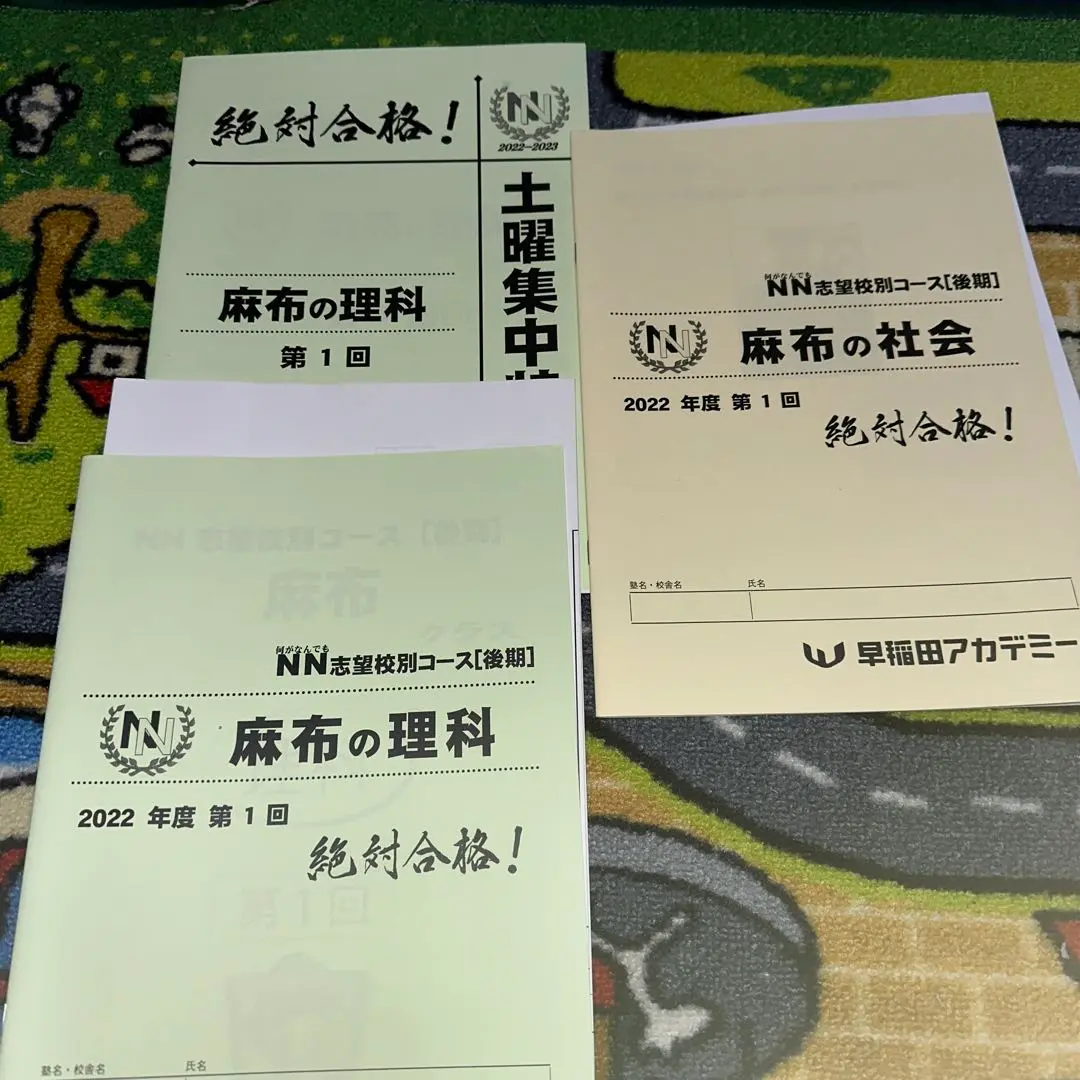 絶対合格!
NN
2022-2023
土曜集中
麻布の理科
第1回
何がなんでも
NN志望校別コース[後期]
NN
麻布の社会
2022 年度 第1回
絶対合格!
塾名・校舎名 氏名
早稲田アカデミー
NN 志望校別コース [後期]
麻布
クラス
何がなんでも
NN志望校別コース[後期]
NN
麻布の理科
2022 年度 第1回
絶対合格!
第1回
塾名・校舎名 氏名